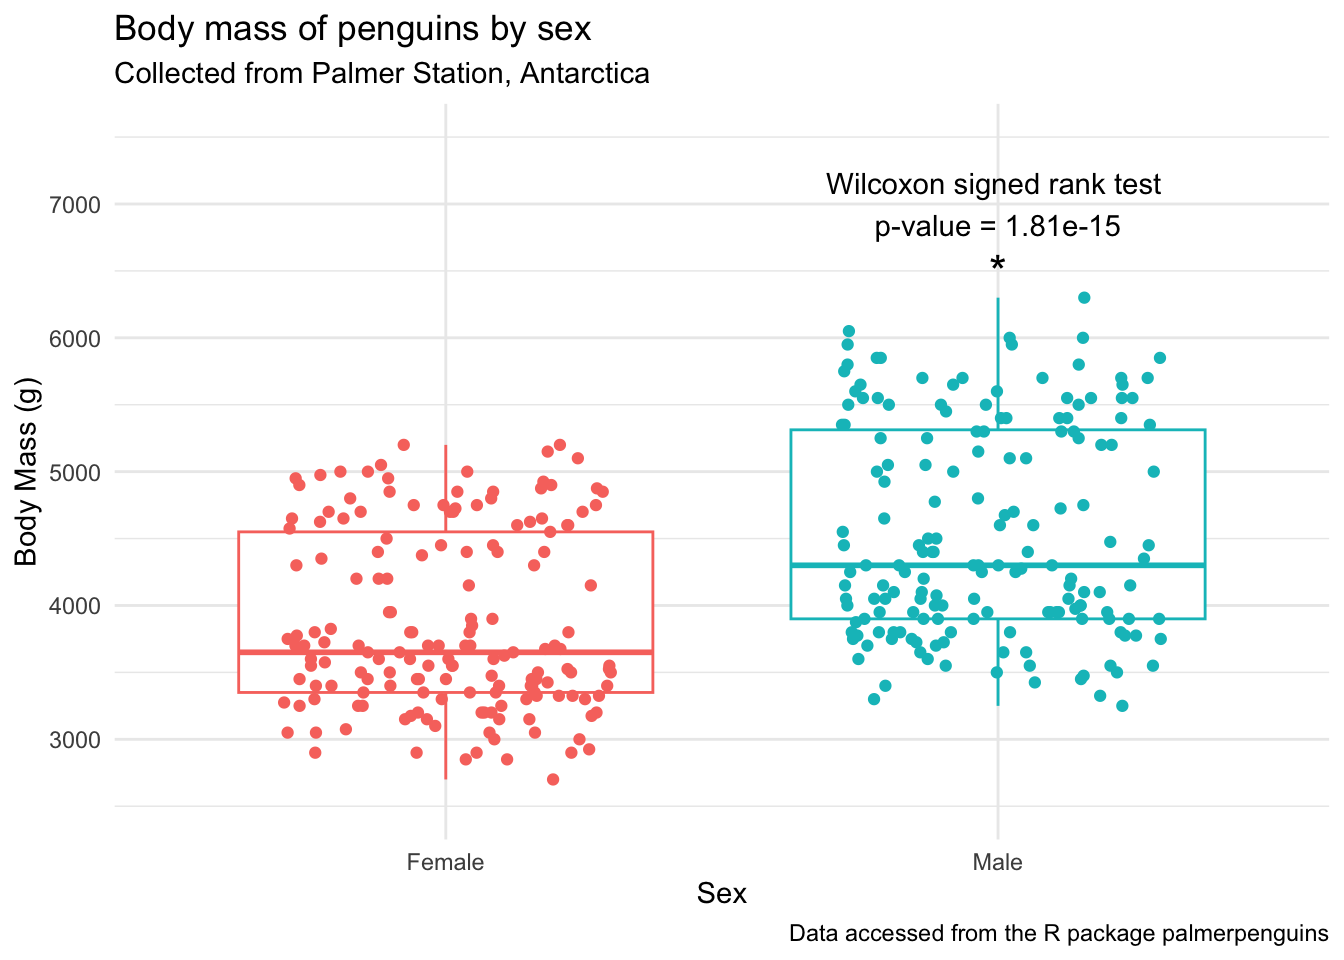 Body mass of penguins by sex
Collected from Palmer Station, Antarctica
Wilcoxon signed rank test
p-value = 1.81e-15
*
7000
6000
5000
4000
3000
Body Mass (g)
Female
Male
Sex
Data accessed from the R package palmerpenguins